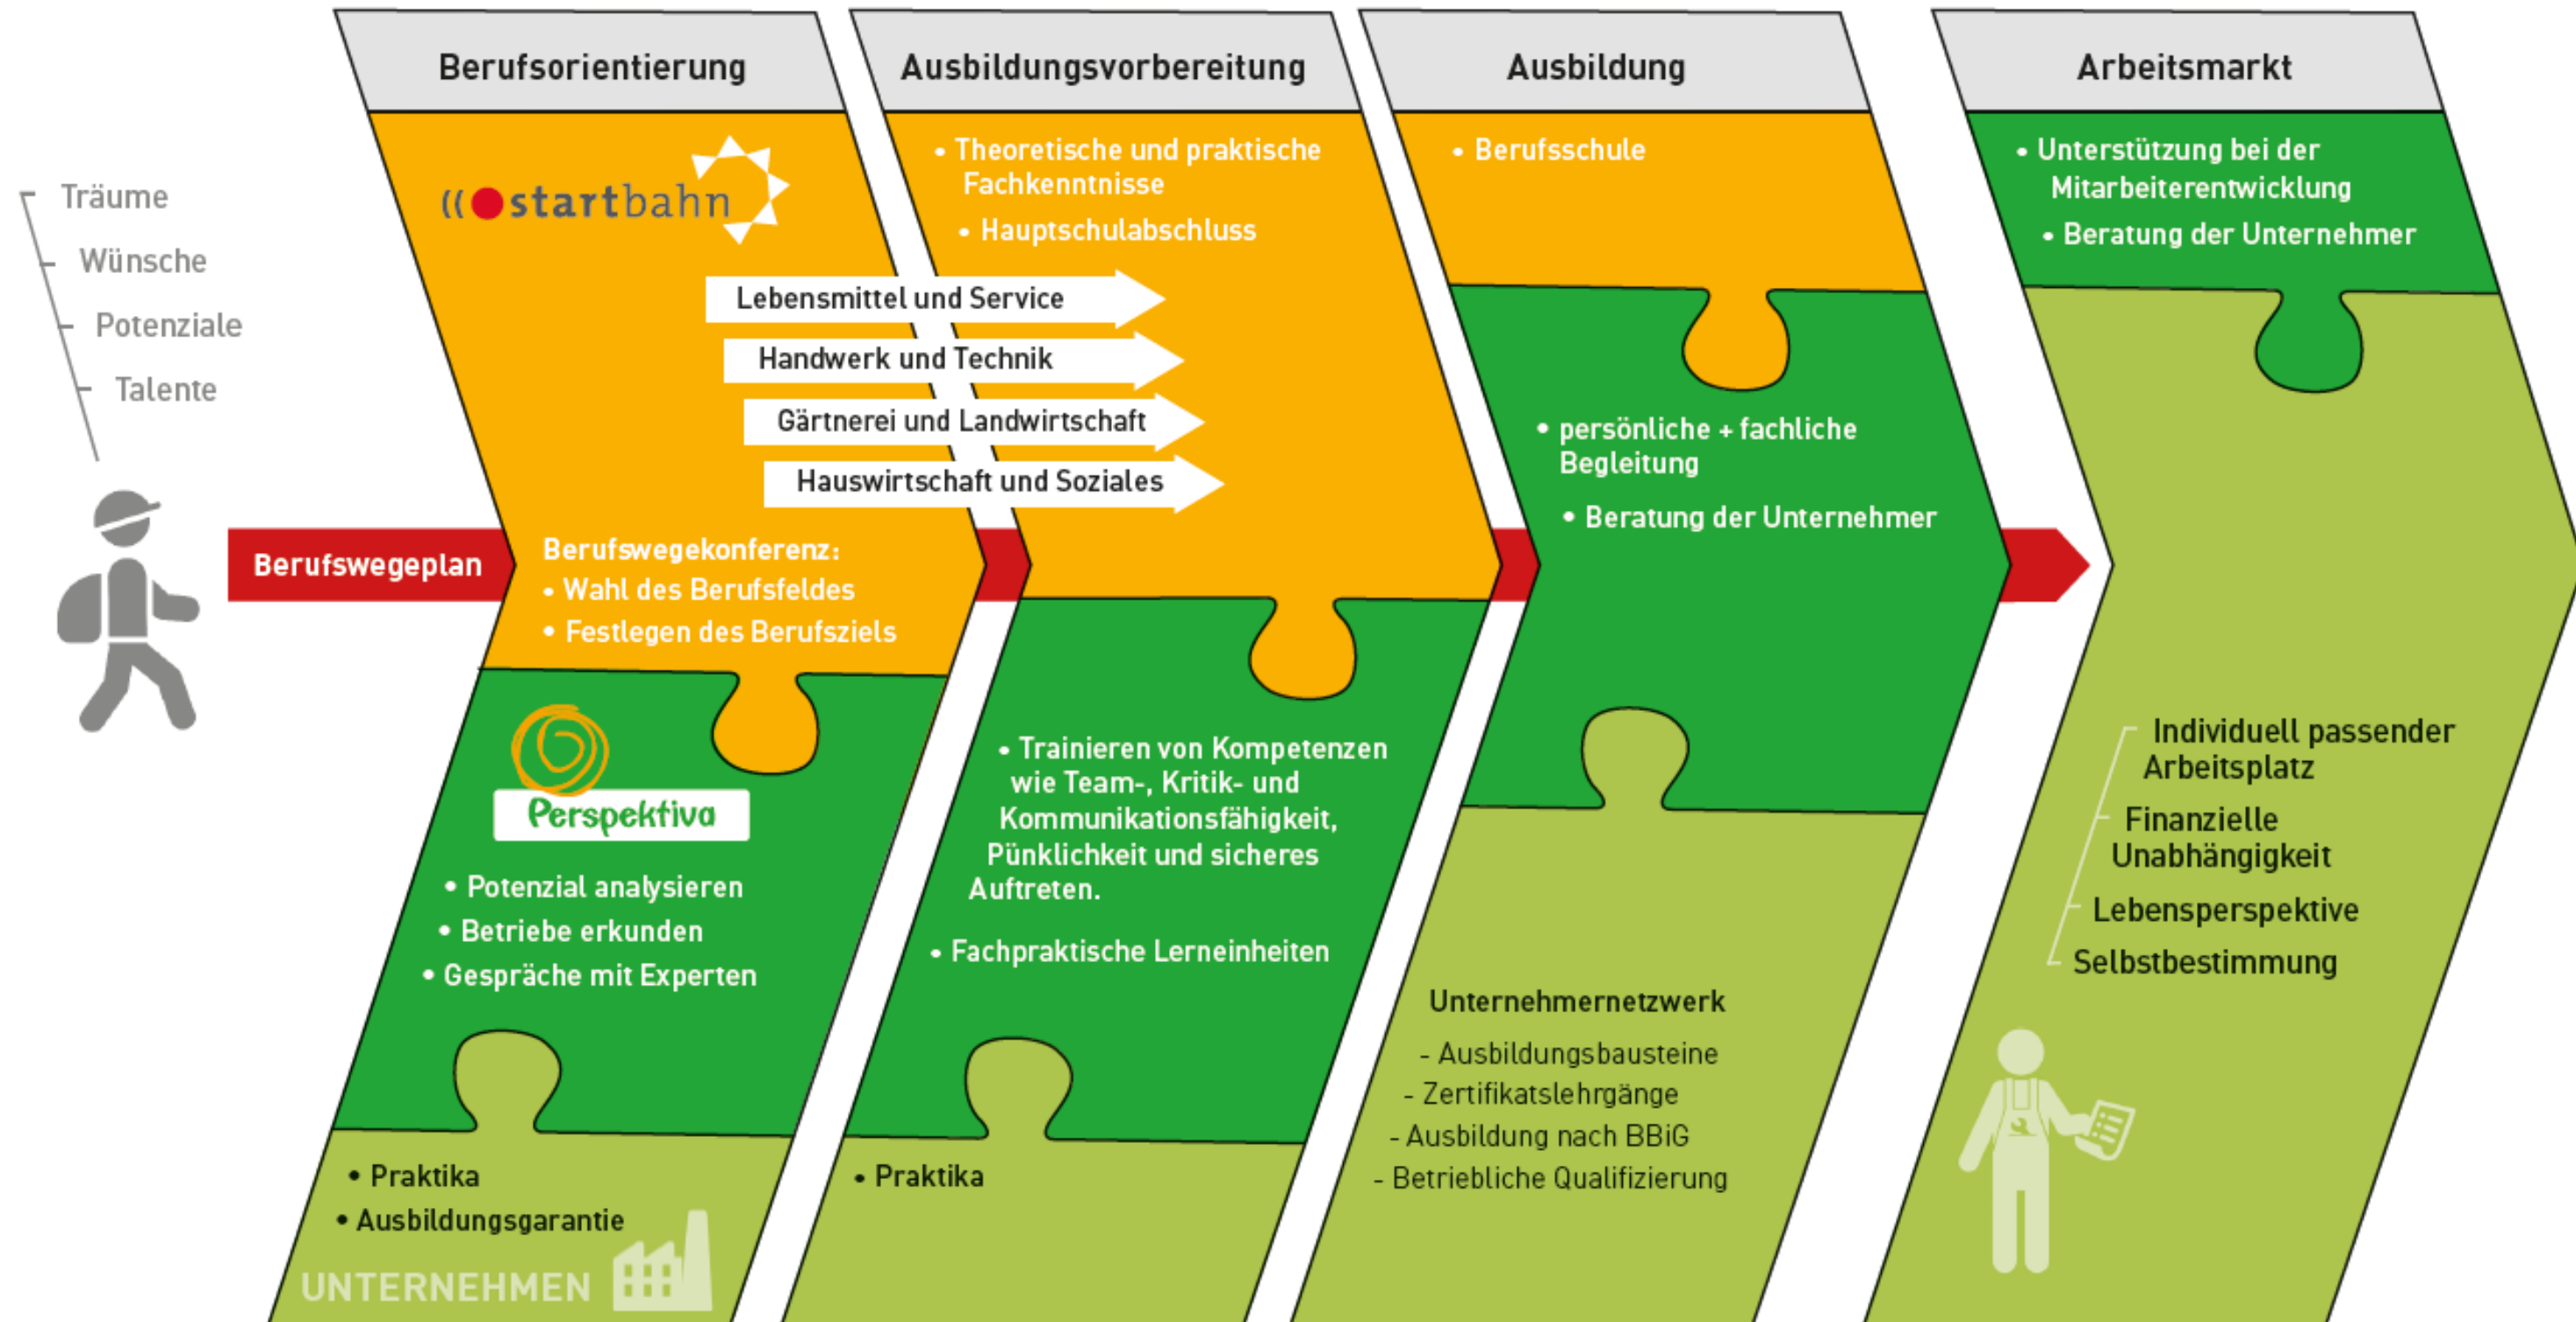 Träume
Wünsche
Potenziale
Talente
Berufswegeplan
Berufsorientierung
((●startbahn
Lebensmittel und Service
Handwerk und Technik
Gärtnerei und Landwirtschaft
Hauswirtschaft und Soziales
Berufswegekonferenz:
• Wahl des Berufsfeldes
• Festlegen des Berufsziels
Perspektiva
• Potenzial analysieren
• Betriebe erkunden
• Gespräche mit Experten
• Praktika
• Ausbildungsgarantie
UNTERNEHMEN
Ausbildungsvorbereitung
• Theoretische und praktische
Fachkenntnisse
• Hauptschulabschluss
• Trainieren von Kompetenzen
wie Team-, Kritik- und
Kommunikationsfähigkeit,
Pünklichkeit und sicheres
Auftreten.
• Fachpraktische Lerneinheiten
• Praktika
Ausbildung
• Berufsschule
• persönliche + fachliche
Begleitung
• Beratung der Unternehmer
Unternehmernetzwerk
- Ausbildungsbausteine
- Zertifikatslehrgänge
- Ausbildung nach BBiG
- Betriebliche Qualifizierung
Arbeitsmarkt
• Unterstützung bei der
Mitarbeiterentwicklung
• Beratung der Unternehmer
Individuell passender
Arbeitsplatz
Finanzielle
Unabhängigkeit
Lebensperspektive
Selbstbestimmung